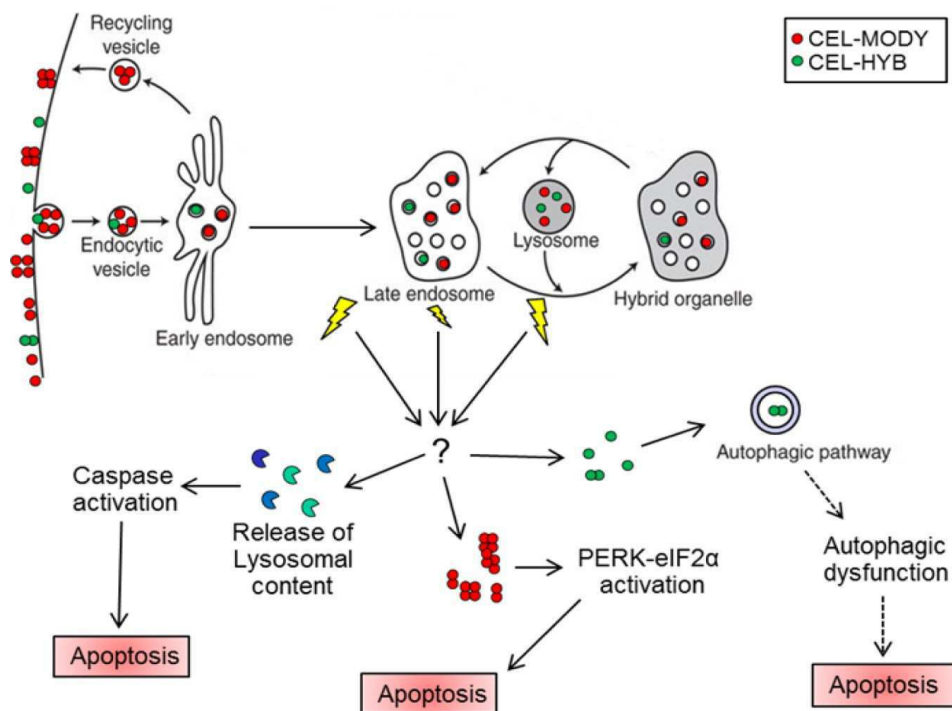 Recycling
vesicle
CEL-MODY
CEL-HYB
Endocytic
vesicle
Early endosome
Late endosome
Lysosome
Hybrid organelle
?
Caspase
activation
Release of
Lysosomal
content
PERK-eIF2α
activation
Autophagic pathway
Autophagic
dysfunction
Apoptosis
Apoptosis
Apoptosis